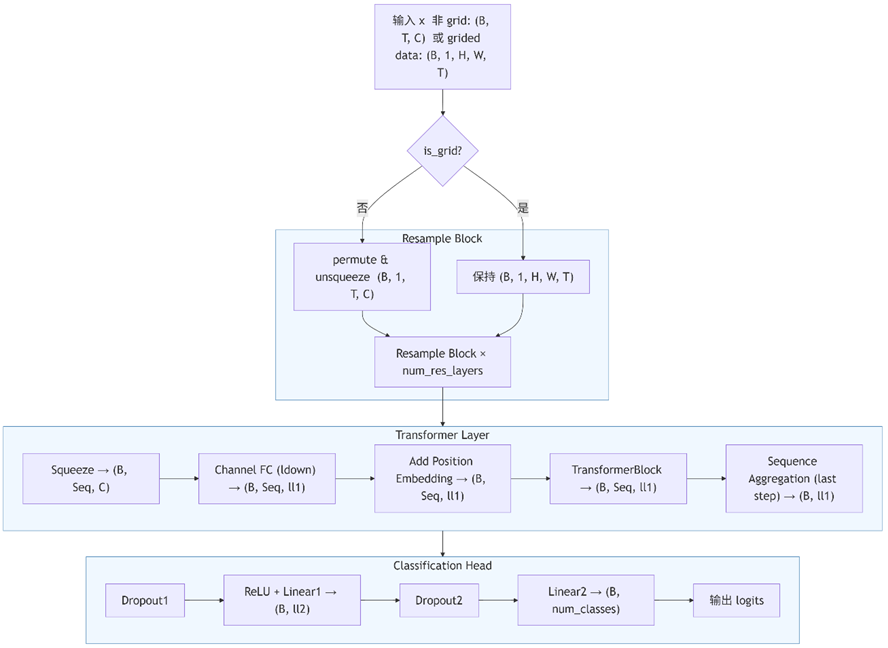 输入 x 非 grid: (B,
T, C) 或 grided
data: (B, 1, H, W,
T)
is_grid?
否
是
Resample Block
permute &
unsqueeze (B, 1,
T, C)
保持 (B, 1, H, W, T)
Resample Block ×
num_res_layers
Transformer Layer
Squeeze → (B,
Seq, C)
Channel FC (ldown)
→ (B, Seq, ll1)
Add Position
Embedding → (B,
Seq, ll1)
TransformerBlock
→ (B, Seq, ll1)
Sequence
Aggregation (last
step) → (B, ll1)
Classification Head
Dropout1
ReLU + Linear1 →
(B, ll2)
Dropout2
Linear2 → (B,
num_classes)
输出 logits